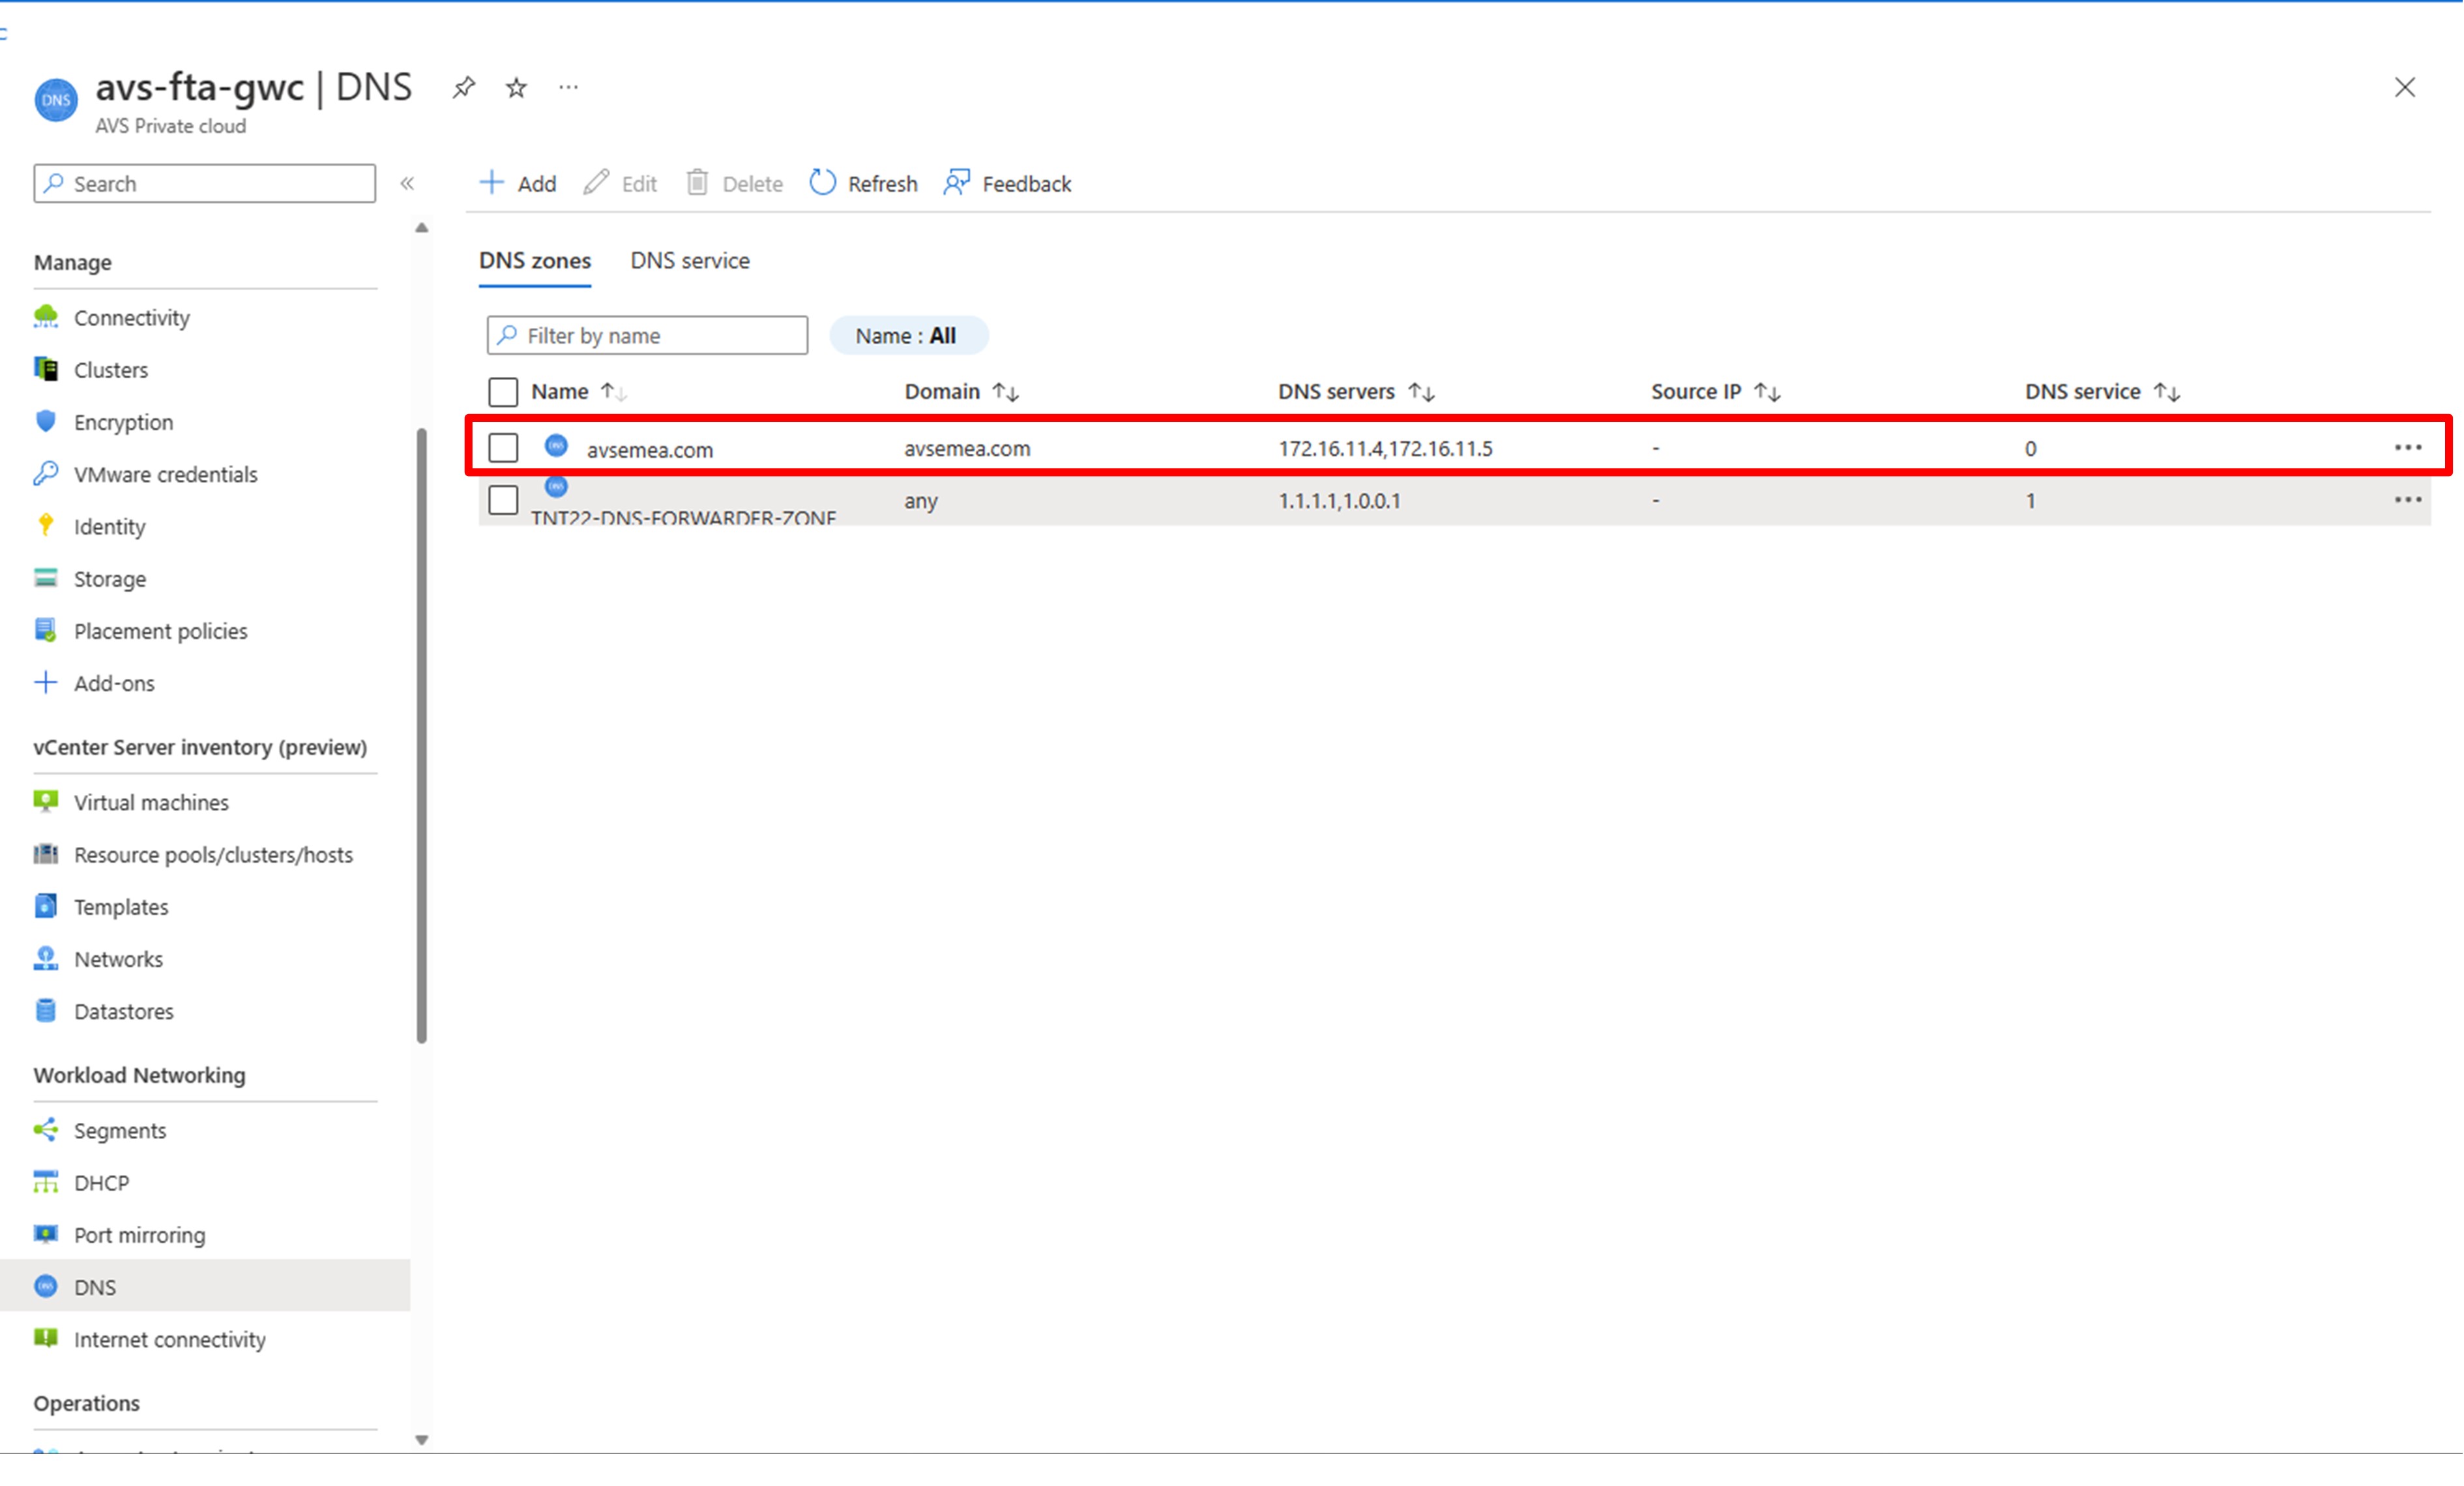 avs-fta-gwc | DNS
AVS Private cloud
Search
Add
Edit
Delete
Refresh
Feedback
Manage
Connectivity
Clusters
Encryption
VMware credentials
Identity
Storage
Placement policies
Add-ons
vCenter Server inventory (preview)
Virtual machines
Resource pools/clusters/hosts
Templates
Networks
Datastores
Workload Networking
Segments
DHCP
Port mirroring
DNS
Internet connectivity
Operations
DNS zones DNS service
Filter by name Name : All
Name Domain DNS servers Source IP DNS service
avsemea.com avsemea.com 172.16.11.4,172.16.11.5 - 0
TNT22-DNS-FORWARDER-ZONE any 1.1.1.1,1.0.0.1 - 1